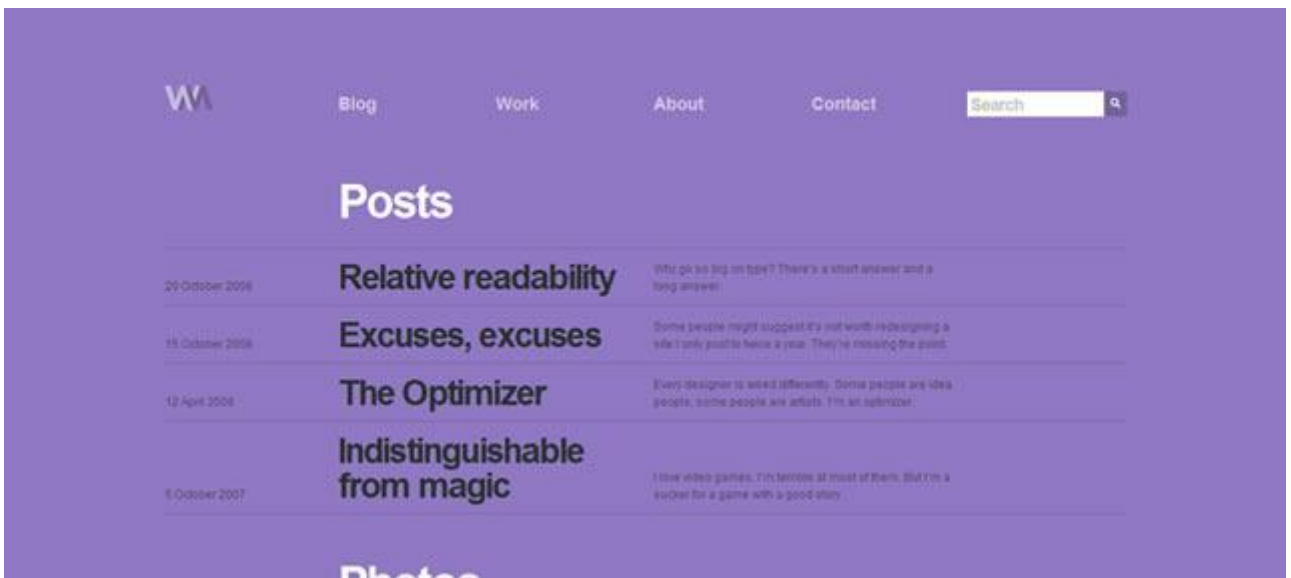 WM
Blog Work About Contact Search
Posts
20 October 2008 Relative readability Why go so big on type? There's a short answer and a
long answer.
15 October 2008 Excuses, excuses Some people might suggest it's not worth redesigning a
site I only post to twice a year. They're missing the point.
12 April 2008 The Optimizer Every designer is wired differently. Some people are idea
people, some people are artists. I'm an optimizer.
Indistinguishable
5 October 2007 from magic I love video games. I'm terrible at most of them. But I'm a
sucker for a game with a good story.
Photos